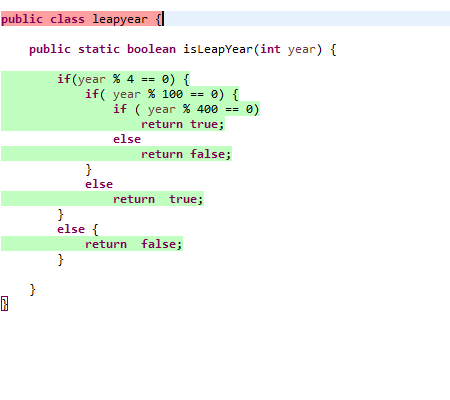 public class leapyear {
public static boolean isLeapYear(int year) {
if(year % 4 == 0) {
if( year % 100 == 0) {
if ( year % 400 == 0)
return true;
else
return false;
}
else
return  true;
}
else {
return  false;
}
}
}